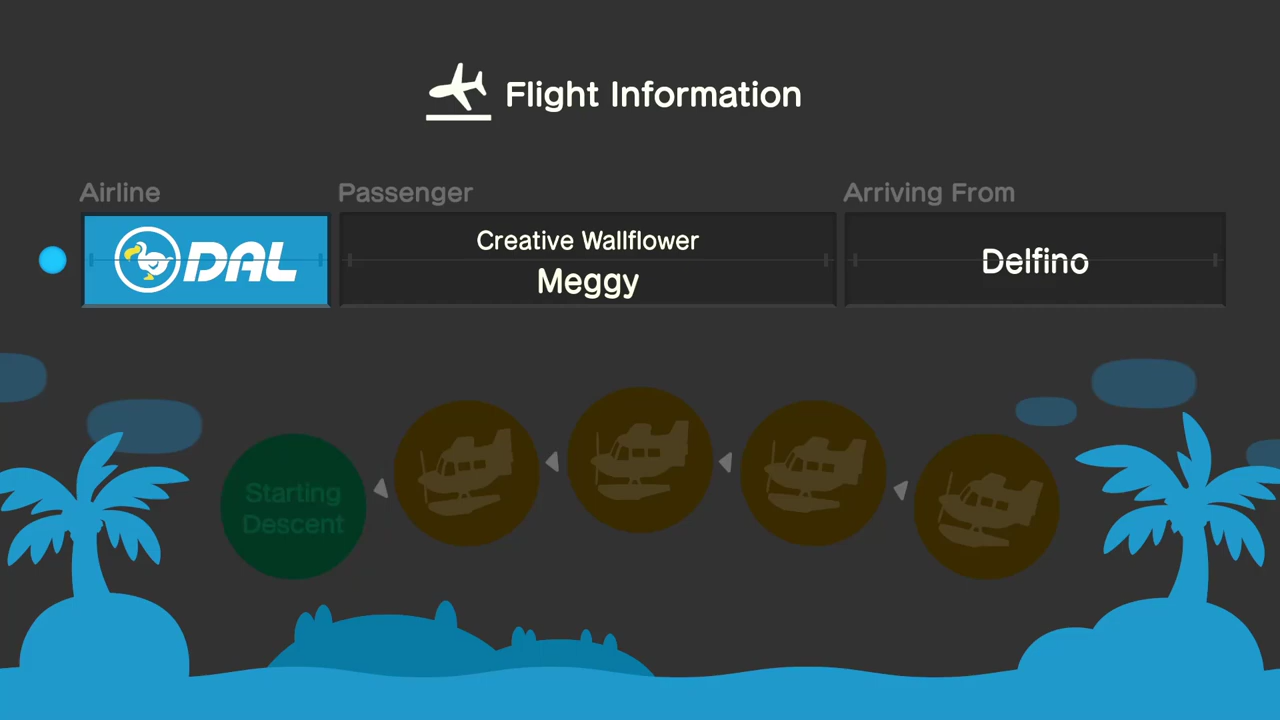 Flight Information
Airline
Passenger
Arriving From
DAL
Creative Wallflower
Meggy
Delfino
Starting
Descent